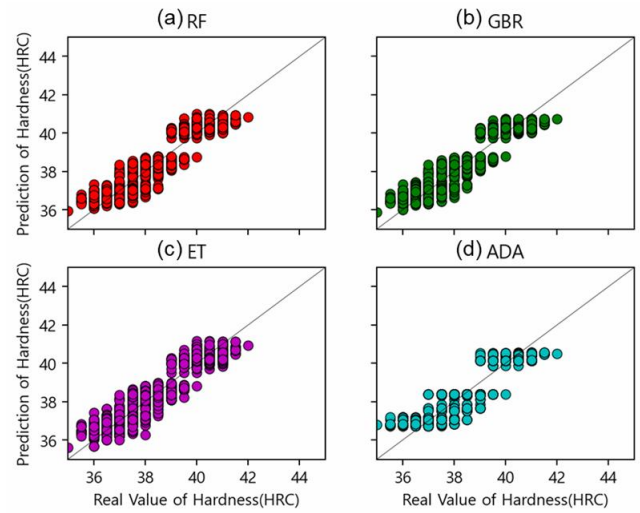 (a) RF
(b) GBR
Prediction of Hardness(HRC)
44
42
40
38
36
(c) ET
(d) ADA
Prediction of Hardness(HRC)
44
42
40
38
36
36 38 40 42 44
36 38 40 42 44
Real Value of Hardness(HRC)
Real Value of Hardness(HRC)